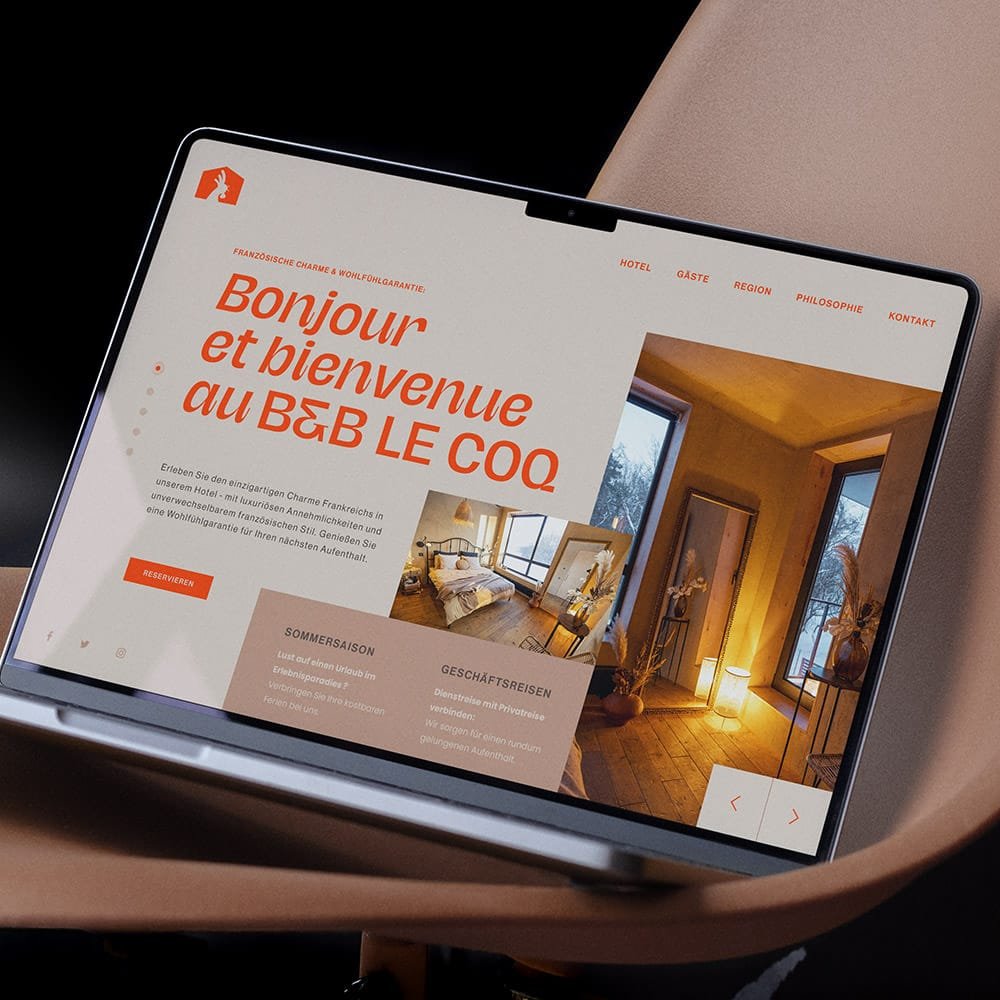 HOTEL
GÄSTE
REGION
PHILOSOPHIE
KONTAKT
FRANZÖSISCHE CHARME & WOHLFÜHLGARANTIE:
Bonjour
et bienvenue
au B&B LE COQ
Erleben Sie den einzigartigen Charme Frankreichs in
unserem Hotel - mit luxuriösen Annehmlichkeiten und
unverwechselbarem französischen Stil. Genießen Sie
eine Wohlfühlgarantie für Ihren nächsten Aufenthalt.
RESERVIEREN
SOMMERSAISON
Lust auf einen Urlaub im
Erlebnisparadies ?
Verbringen Sie Ihre kostbaren
Ferien bei uns.
GESCHÄFTSREISEN
Dienstreise mit Privatreise
verbinden:
Wir sorgen für einen rundum
gelungenen Aufenthalt.